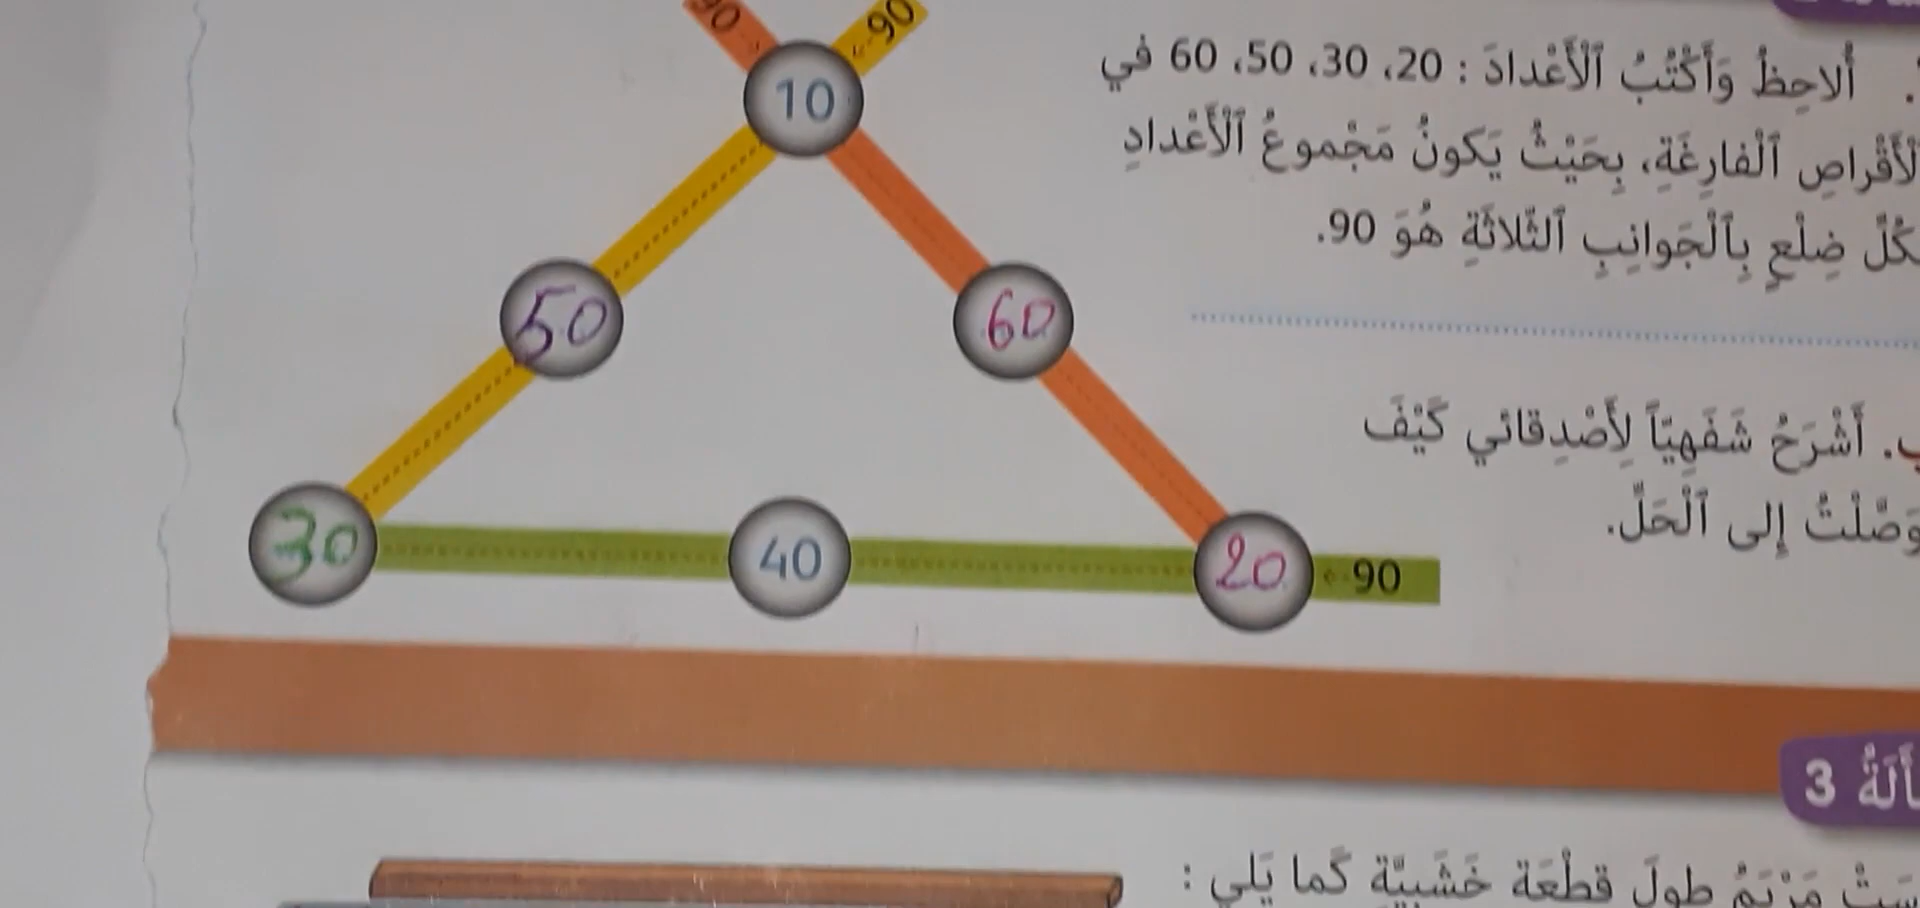 90
90
10
50
60
30
40
20
90
أُلاحِظُ وَأَكْتُبُ ٱلْأَعْدادَ : 20، 30، 50، 60 في
ٱلْأَقْراصِ ٱلْفارِغَةِ، بِحَيْثُ يَكونُ مَجْموعُ ٱلْأَعْدادِ
بِكُلِّ ضِلْعٍ بِٱلْجَوانِبِ ٱلثَّلاثَةِ هُوَ 90.
ب. أَشْرَحُ شَفَهِيّاً لِأَصْدِقائي كَيْفَ
تَوَصَّلْتُ إِلى ٱلْحَلِّ.
3
مَرْيَمُ طولَ قِطْعَة خَشَبِيَّةٍ كَما يَلي :